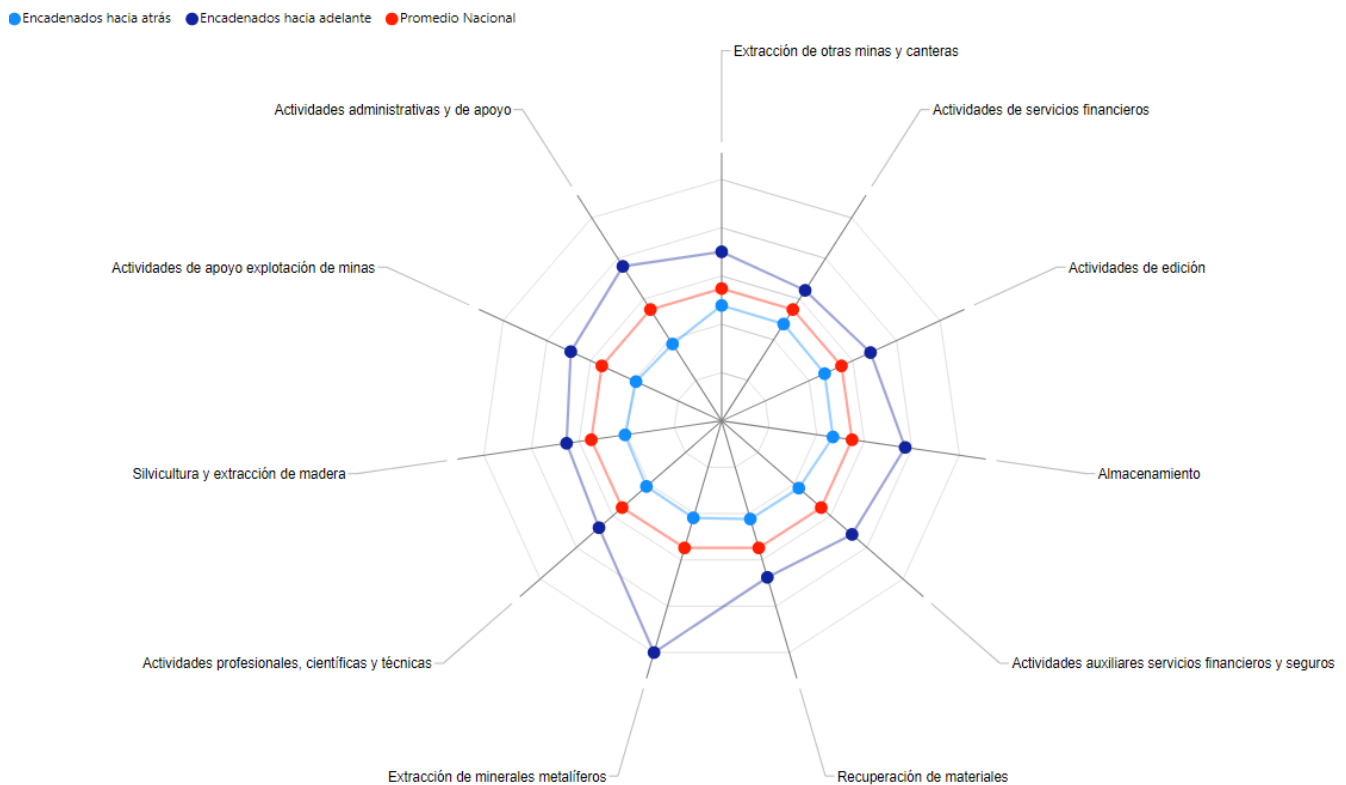 Encadenados hacia atrás Encadenados hacia adelante Promedio Nacional
Extracción de otras minas y canteras
Actividades administrativas y de apoyo
Actividades de servicios financieros
Actividades de apoyo explotación de minas
Actividades de edición
Silvicultura y extracción de madera
Almacenamiento
Actividades profesionales, científicas y técnicas
Actividades auxiliares servicios financieros y seguros
Extracción de minerales metalíferos
Recuperación de materiales